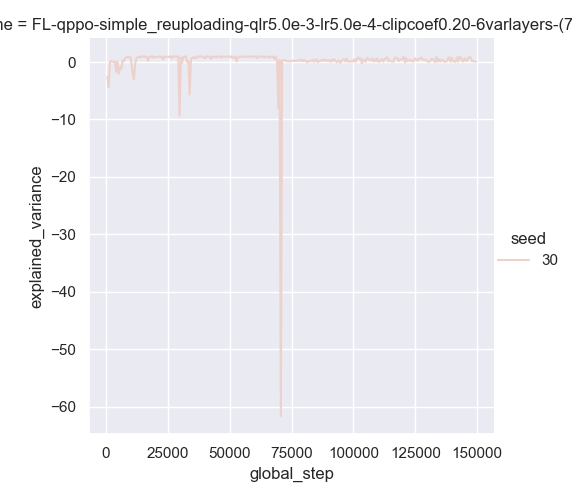 ne = FL-qppo-simple_reuploading-qlr5.0e-3-lr5.0e-4-clipcoef0.20-6varlayers-(7
0
−10
−20
−30
−40
−50
−60
explained_variance
0 25000 50000 75000 100000 125000 150000
global_step
seed
30